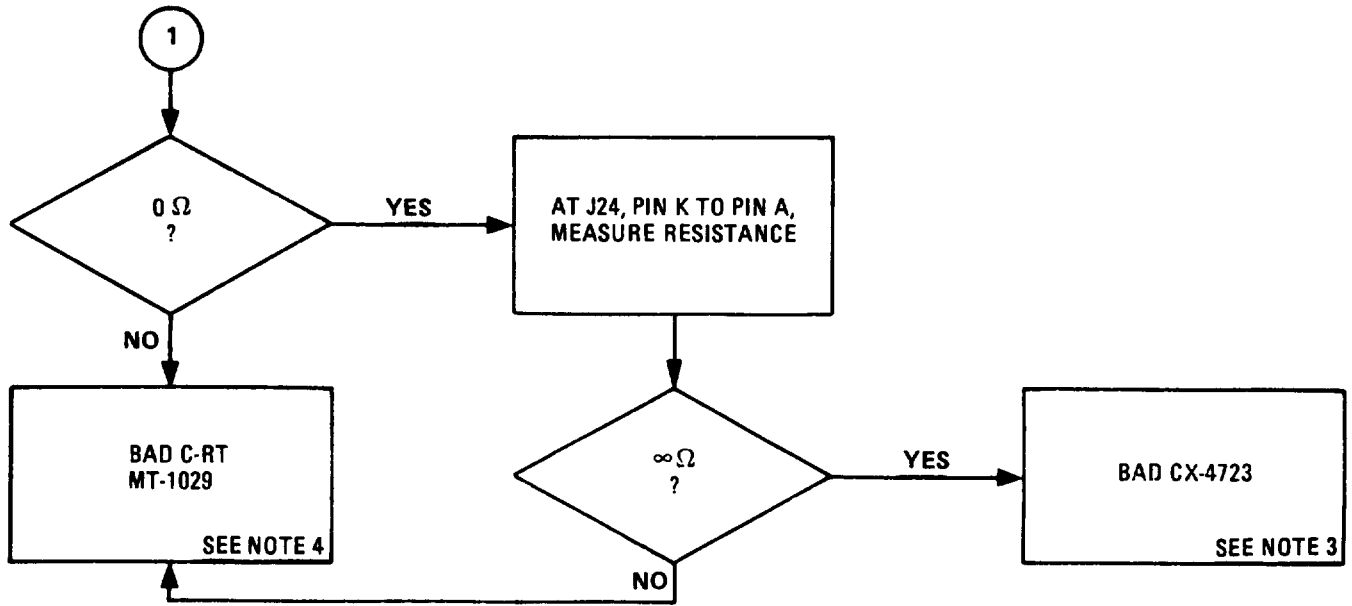 1
0 Ω
?
YES
AT J24, PIN K TO PIN A,
MEASURE RESISTANCE
NO
BAD C-RT
MT-1029
SEE NOTE 4
∞ Ω
?
YES
BAD CX-4723
SEE NOTE 3
NO